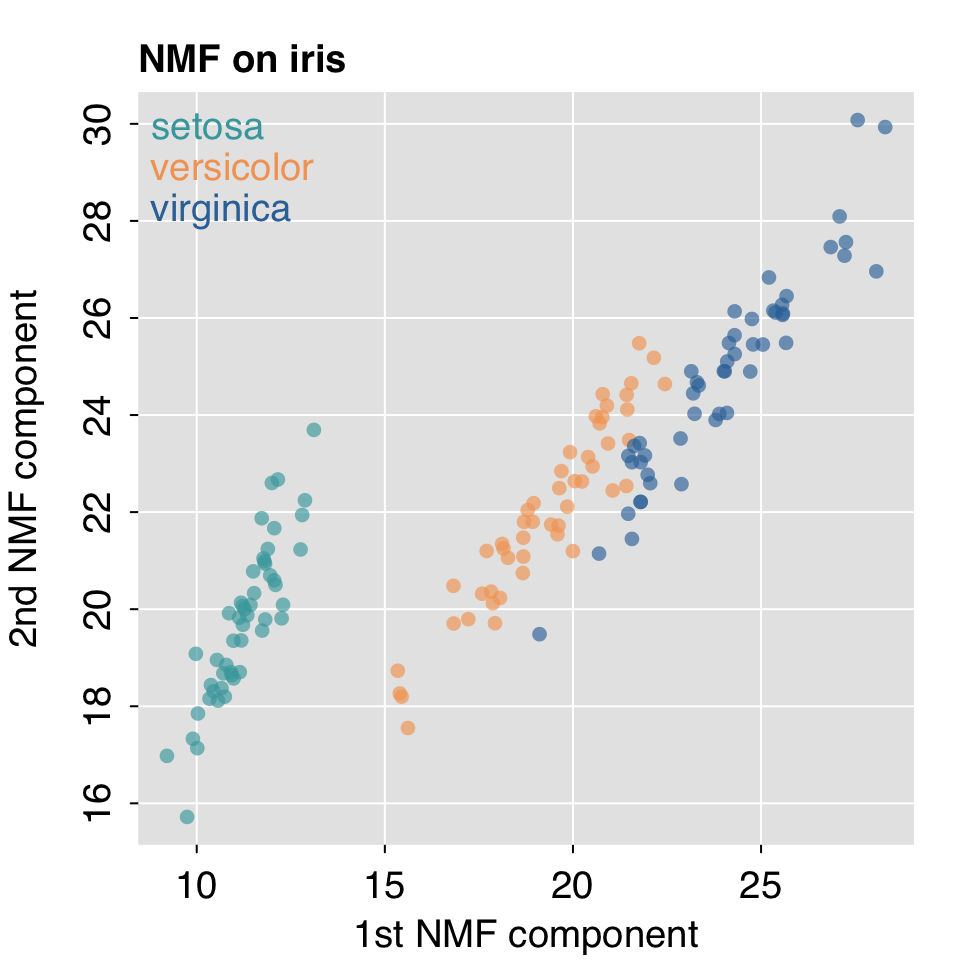 NMF on iris
setosa
versicolor
virginica
30
28
26
24
22
20
18
16
2nd NMF component
10 15 20 25
1st NMF component